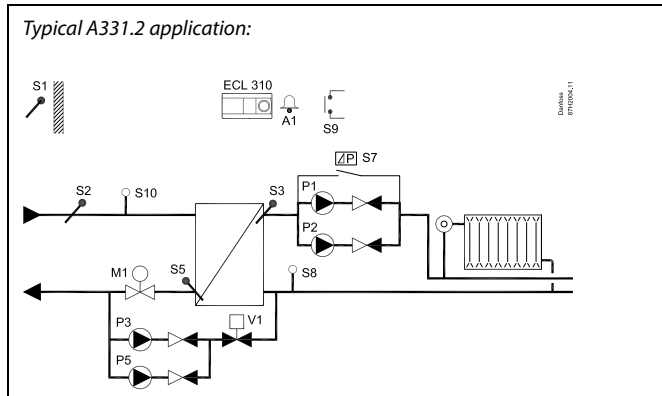 Typical A331.2 application:
S1
ECL 310
A1
S9
Danfoss
87H2004.11
ΔP S7
S2
S10
S3
P1
P2
M1
S5
S8
P3
V1
P5